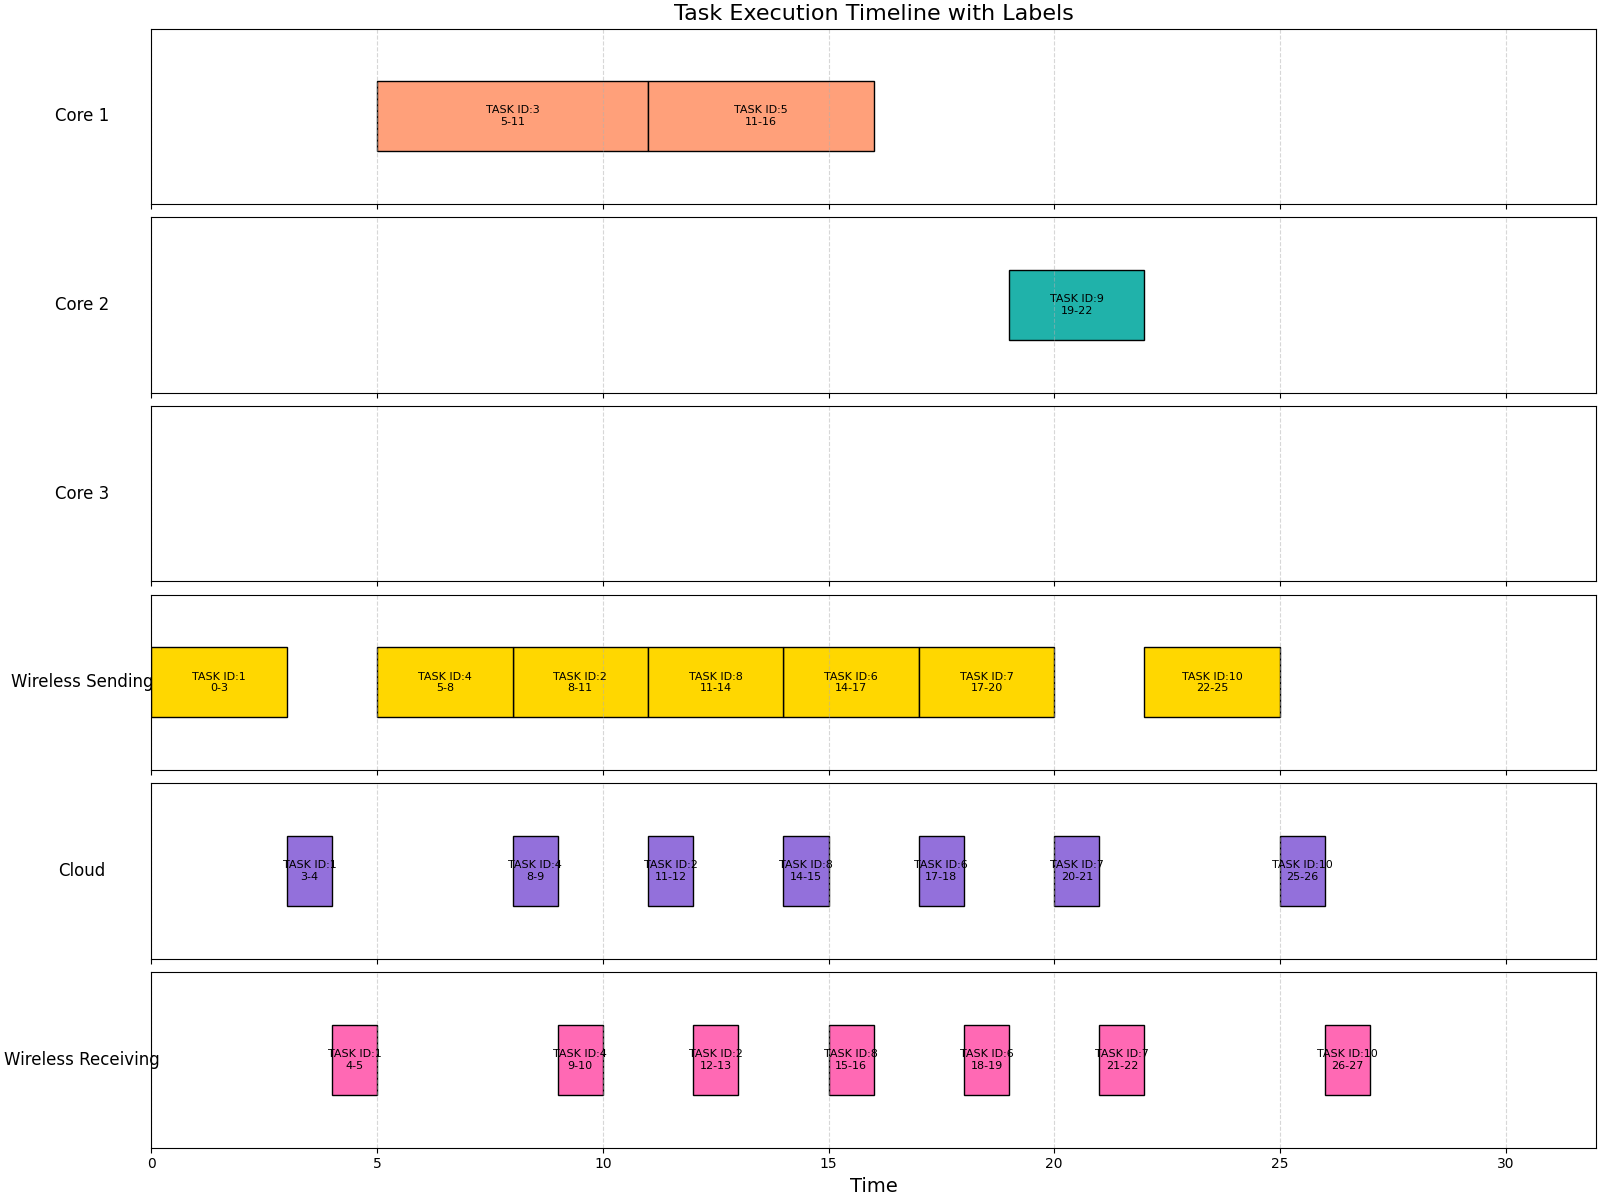 Task Execution Timeline with Labels
Core 1
TASK ID:3
5-11
TASK ID:5
11-16
Core 2
TASK ID:9
19-22
Core 3
Wireless Sending
TASK ID:1
0-3
TASK ID:4
5-8
TASK ID:2
8-11
TASK ID:8
11-14
TASK ID:6
14-17
TASK ID:7
17-20
TASK ID:10
22-25
Cloud
TASK ID:1
3-4
TASK ID:4
8-9
TASK ID:2
11-12
TASK ID:8
14-15
TASK ID:6
17-18
TASK ID:7
20-21
TASK ID:10
25-26
Wireless Receiving
TASK ID:1
4-5
TASK ID:4
9-10
TASK ID:2
12-13
TASK ID:8
15-16
TASK ID:6
18-19
TASK ID:7
21-22
TASK ID:10
26-27
0 5 10 15 20 25 30
Time